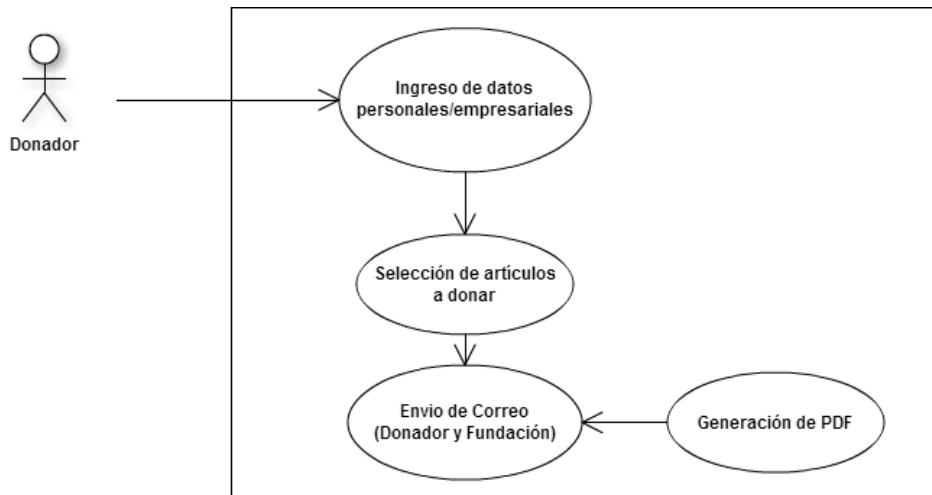 Donador
Ingreso de datos
personales/empresariales
Selección de artículos
a donar
Envio de Correo
(Donador y Fundación)
Generación de PDF